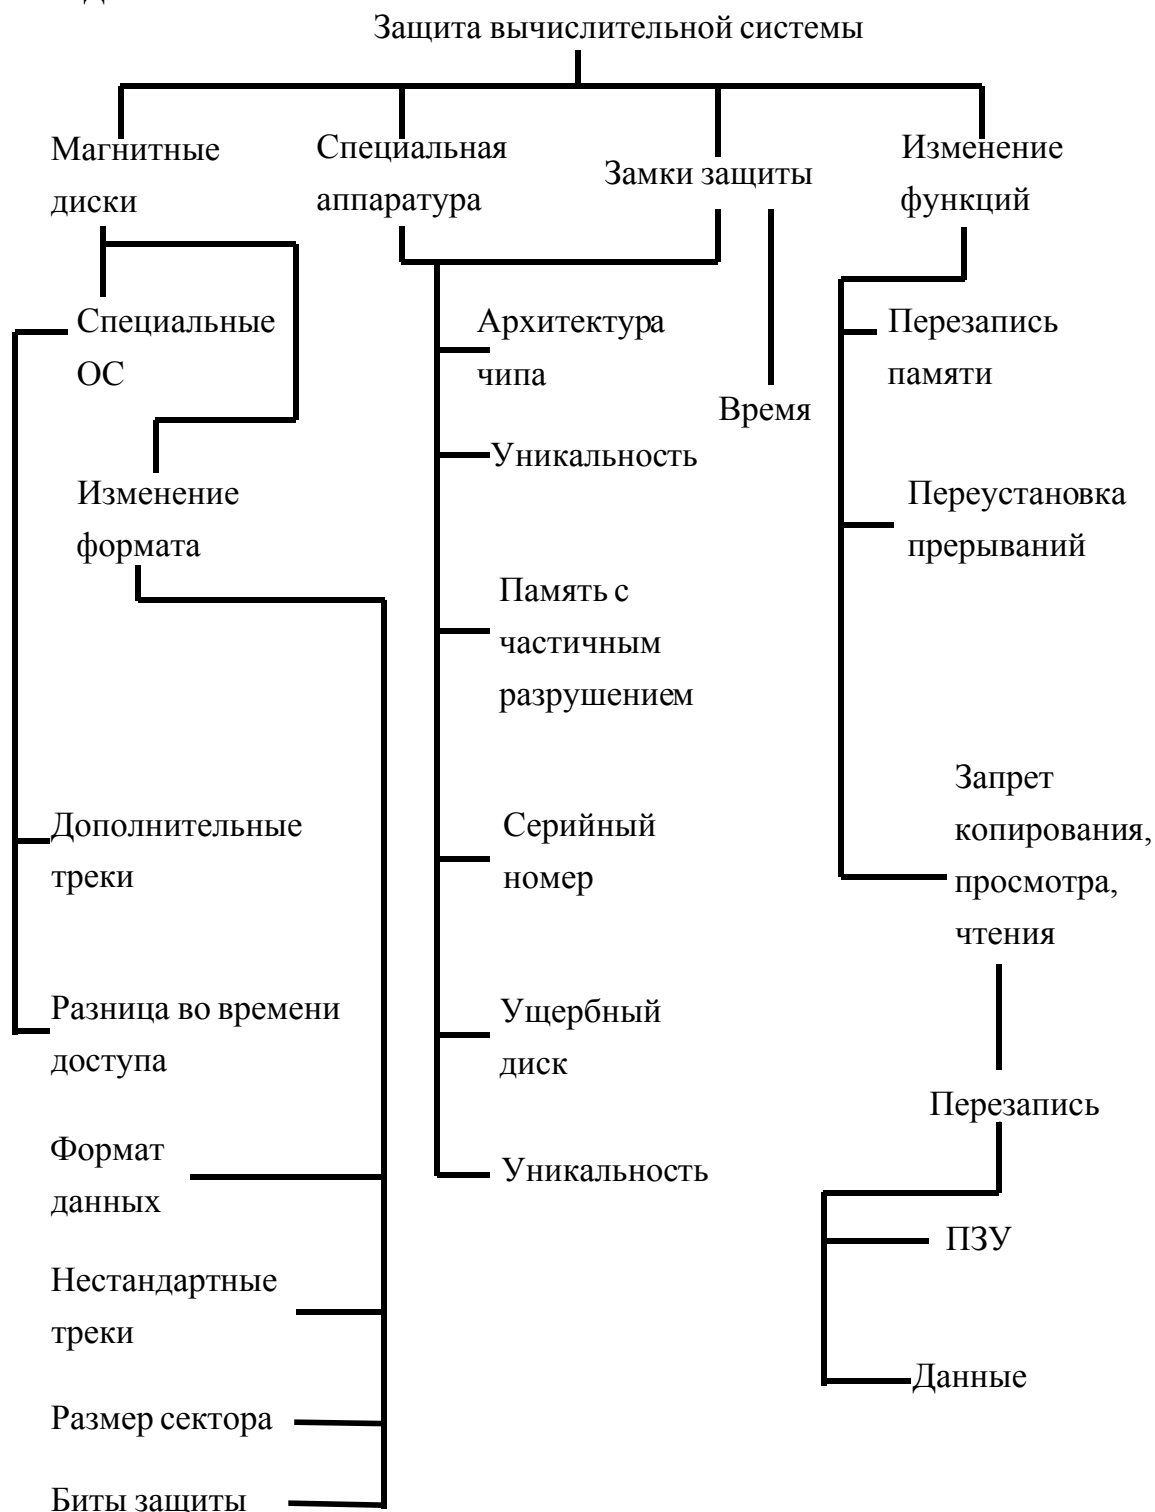 Защита вычислительной системы
Магнитные
диски
Специальная
аппаратура
Замки защиты
Изменение
функций
Специальные
ОС
Изменение
формата
Дополнительные
треки
Разница во времени
доступа
Формат
данных
Нестандартные
треки
Размер сектора
Биты защиты
Архитектура
чипа
Уникальность
Память с
частичным
разрушением
Серийный
номер
Ущербный
диск
Уникальность
Время
Перезапись
памяти
Переустановка
прерываний
Запрет
копирования,
просмотра,
чтения
Перезапись
ПЗУ
Данные